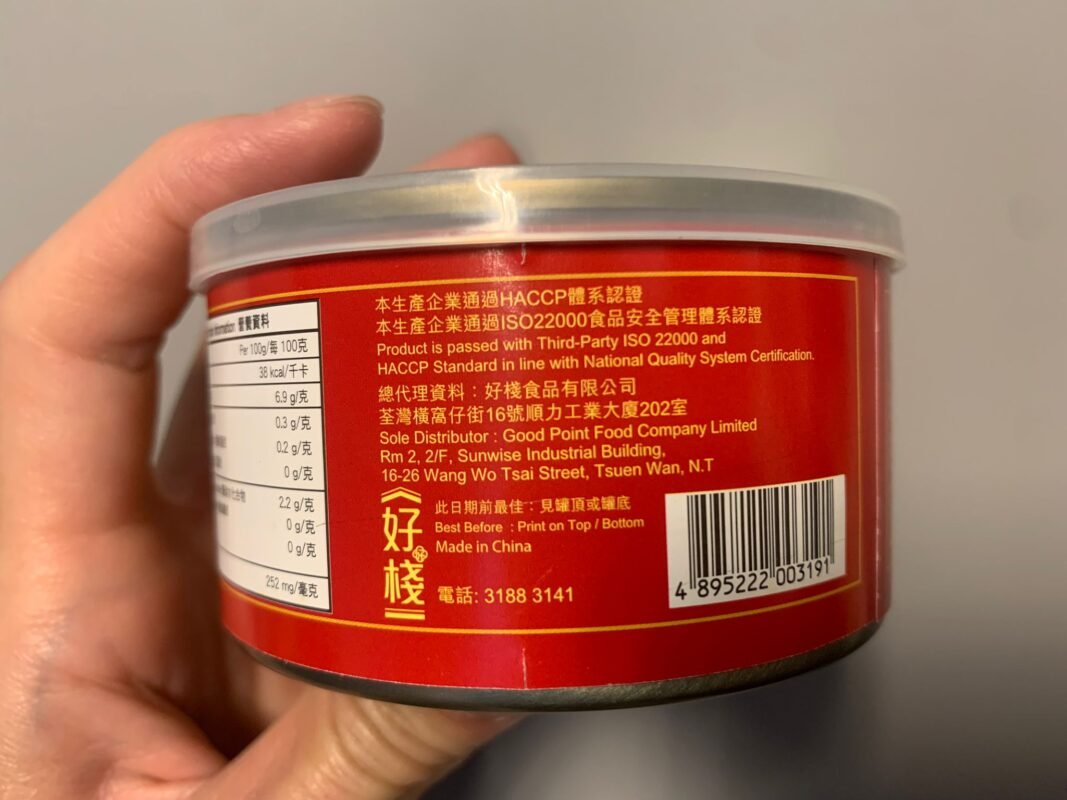 Information 營養資料
Per 100g/每 100克
38 kcal/千卡
6.9 g/克
0.3 g/克
0.2 g/克
0 g/克
2.2 g/克
0 g/克
0 g/克
252 mg/毫克
本生產企業通過HACCP體系認證
本生產企業通過ISO22000食品安全管理體系認證
Product is passed with Third-Party ISO 22000 and
HACCP Standard in line with National Quality System Certification.
總代理資料：好棧食品有限公司
荃灣橫窩仔街16號順力工業大廈202室
Sole Distributor : Good Point Food Company Limited
Rm 2, 2/F, Sunwise Industrial Building,
16-26 Wang Wo Tsai Street, Tsuen Wan, N.T
好棧
此日期前最佳：見罐頂或罐底
Best Before : Print on Top / Bottom
Made in China
電話: 3188 3141
4 895222 003191